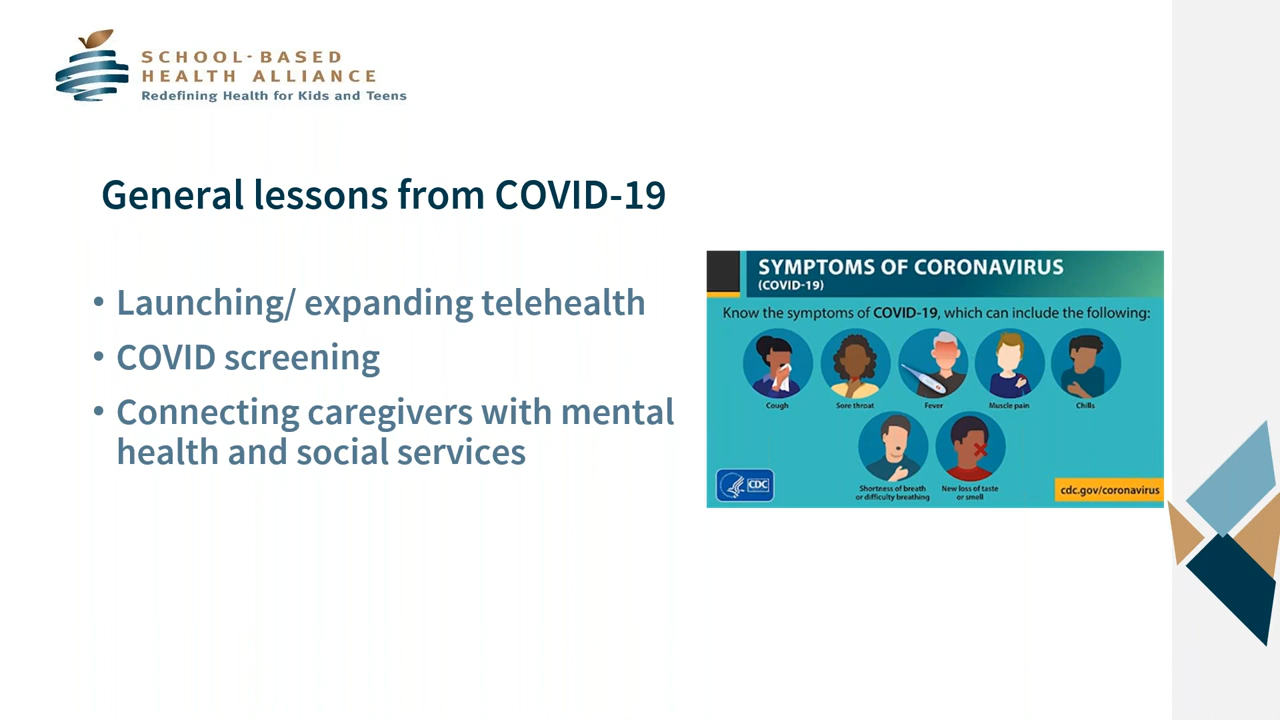 SCHOOL-BASED
HEALTH ALLIANCE
Redefining Health for Kids and Teens
General lessons from COVID-19
• Launching/ expanding telehealth
• COVID screening
• Connecting caregivers with mental
health and social services
SYMPTOMS OF CORONAVIRUS
(COVID-19)
Know the symptoms of COVID-19, which can include the following:
Cough
Sore throat
Fever
Muscle pain
Chills
Shortness of breath
or difficulty breathing
New loss of taste
or smell
CDC
cdc.gov/coronavirus